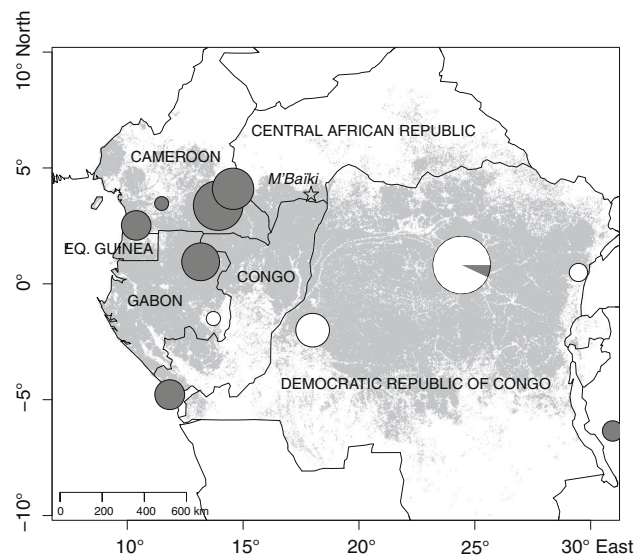 10° North
CENTRAL AFRICAN REPUBLIC
CAMEROON
5°
M'Baïki
EQ. GUINEA
CONGO
0°
GABON
DEMOCRATIC REPUBLIC OF CONGO
−5°
0 200 400 600 km
−10°
10° 15° 20° 25° 30° East